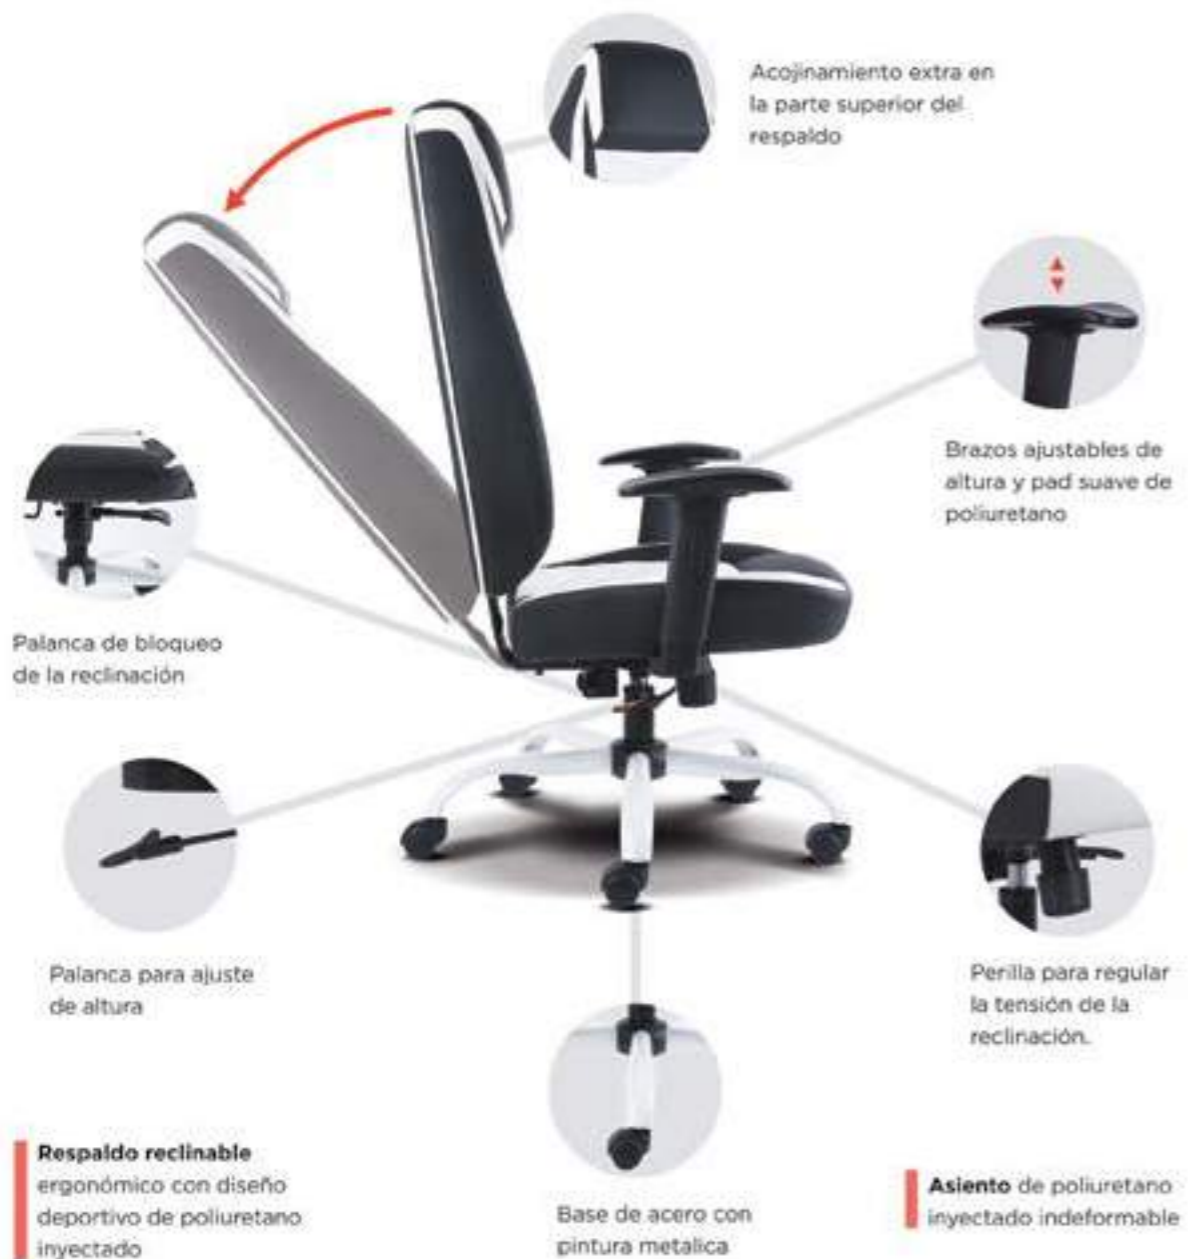 Acojinamiento extra en
la parte superior del
respaldo
Brazos ajustables de
altura y pad suave de
poliuretano
Palanca de bloqueo
de la reclinación
Palanca para ajuste
de altura
Perilla para regular
la tensión de la
reclinación.
Respaldo reclinable
ergonómico con diseño
deportivo de poliuretano
inyectado
Base de acero con
pintura metalica
Asiento de poliuretano
inyectado indeformable